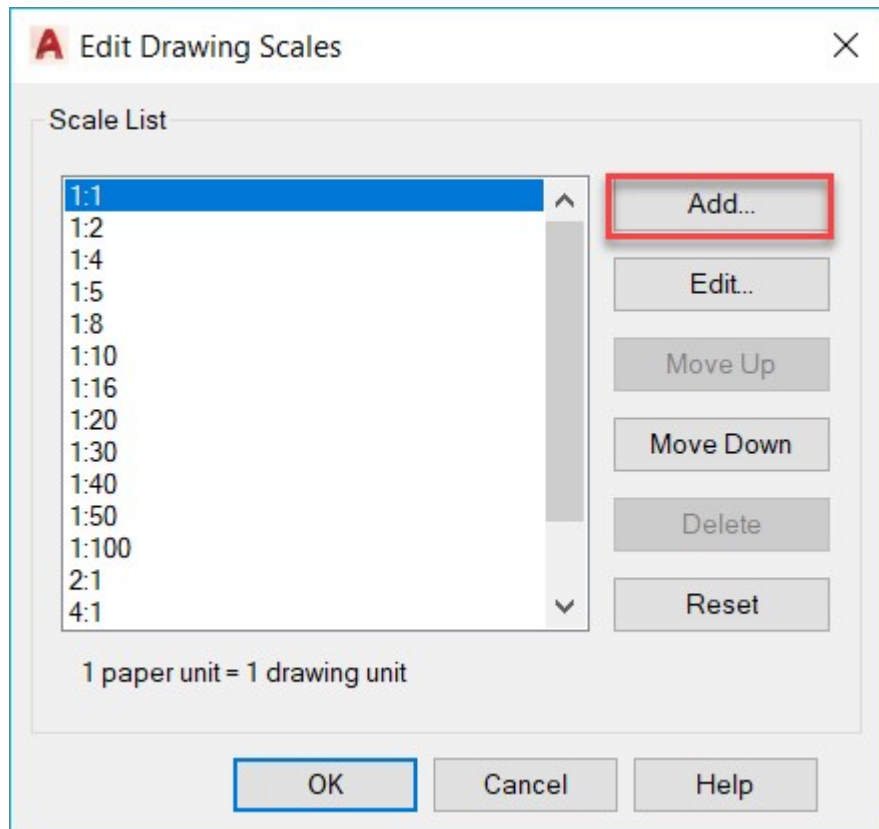 Edit Drawing Scales
Scale List
1:1
1:2
1:4
1:5
1:8
1:10
1:16
1:20
1:30
1:40
1:50
1:100
2:1
4:1
Add...
Edit...
Move Up
Move Down
Delete
Reset
1 paper unit = 1 drawing unit
OK
Cancel
Help